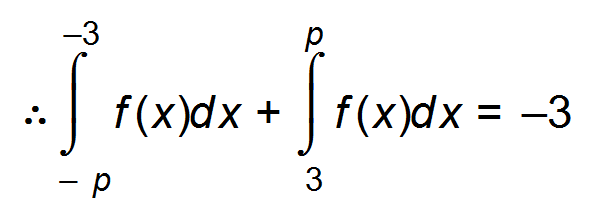 ∴ ∫_{– p}^{–3} f(x)dx + ∫_{3}^{p} f(x)dx = –3